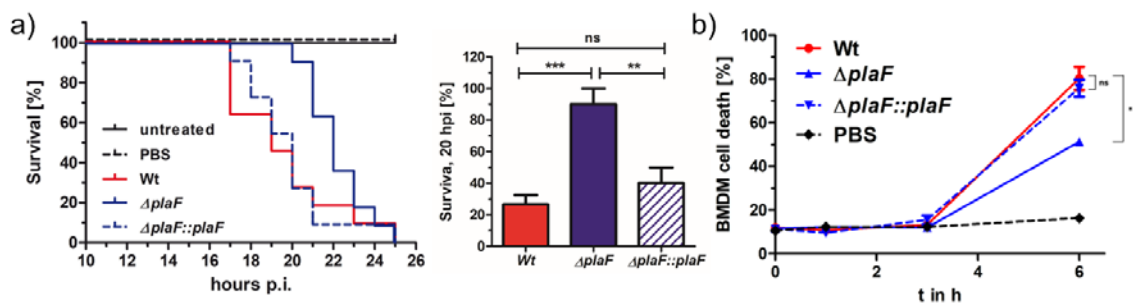 a)
Survival [%]
100
80
60
40
20
0
untreated
PBS
Wt
ΔplaF
ΔplaF::plaF
10 12 14 16 18 20 22 24 26
hours p.i.
Surviva, 20 hpi [%]
120
100
80
60
40
20
0
ns
*** **
Wt ΔplaF ΔplaF::plaF
b)
BMDM cell death [%]
100
80
60
40
20
0
Wt
ΔplaF
ΔplaF::plaF
PBS
ns
*
0 2 4 6
t in h